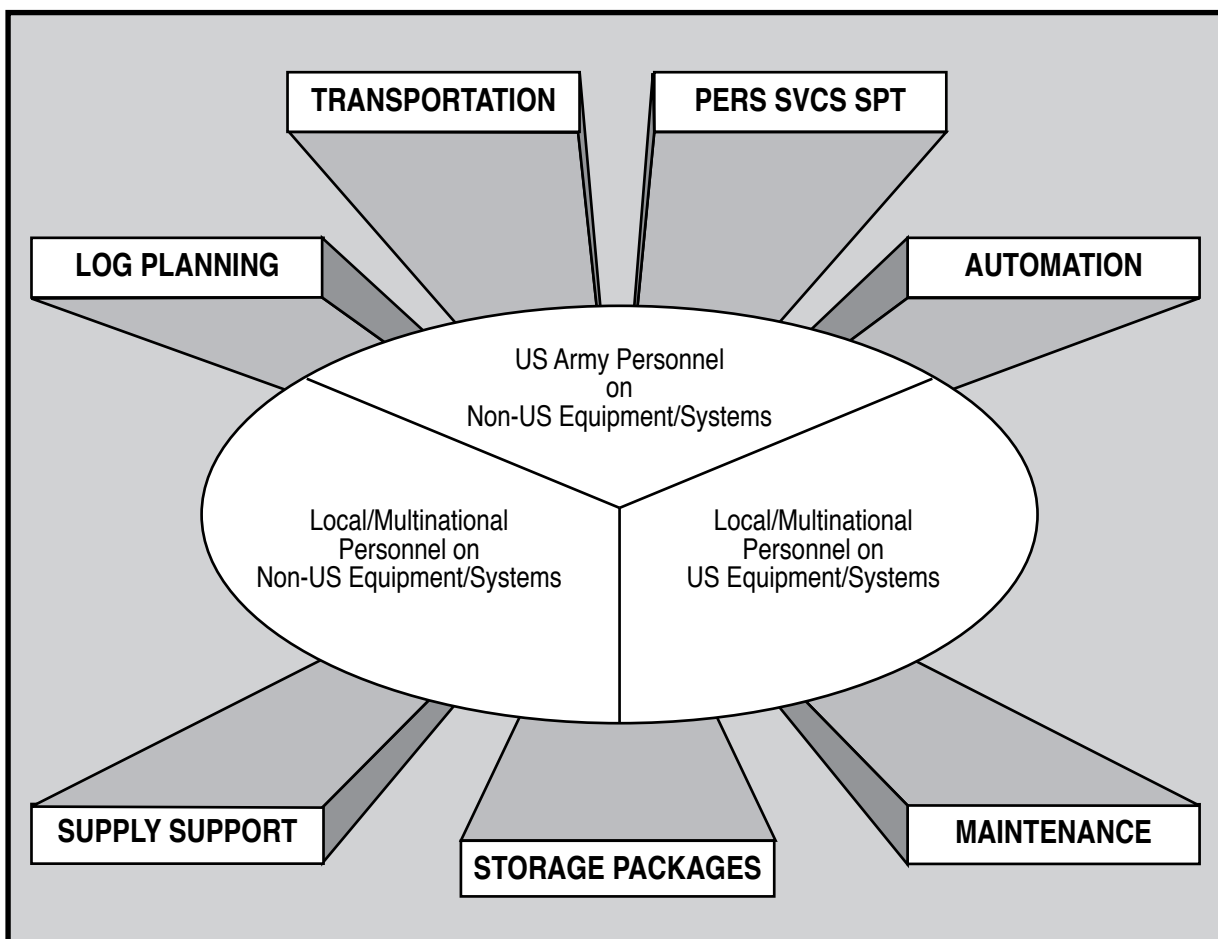 TRANSPORTATION
PERS SVCS SPT
LOG PLANNING
AUTOMATION
US Army Personnel
on
Non-US Equipment/Systems
Local/Multinational
Personnel on
Non-US Equipment/Systems
Local/Multinational
Personnel on
US Equipment/Systems
SUPPLY SUPPORT
STORAGE PACKAGES
MAINTENANCE